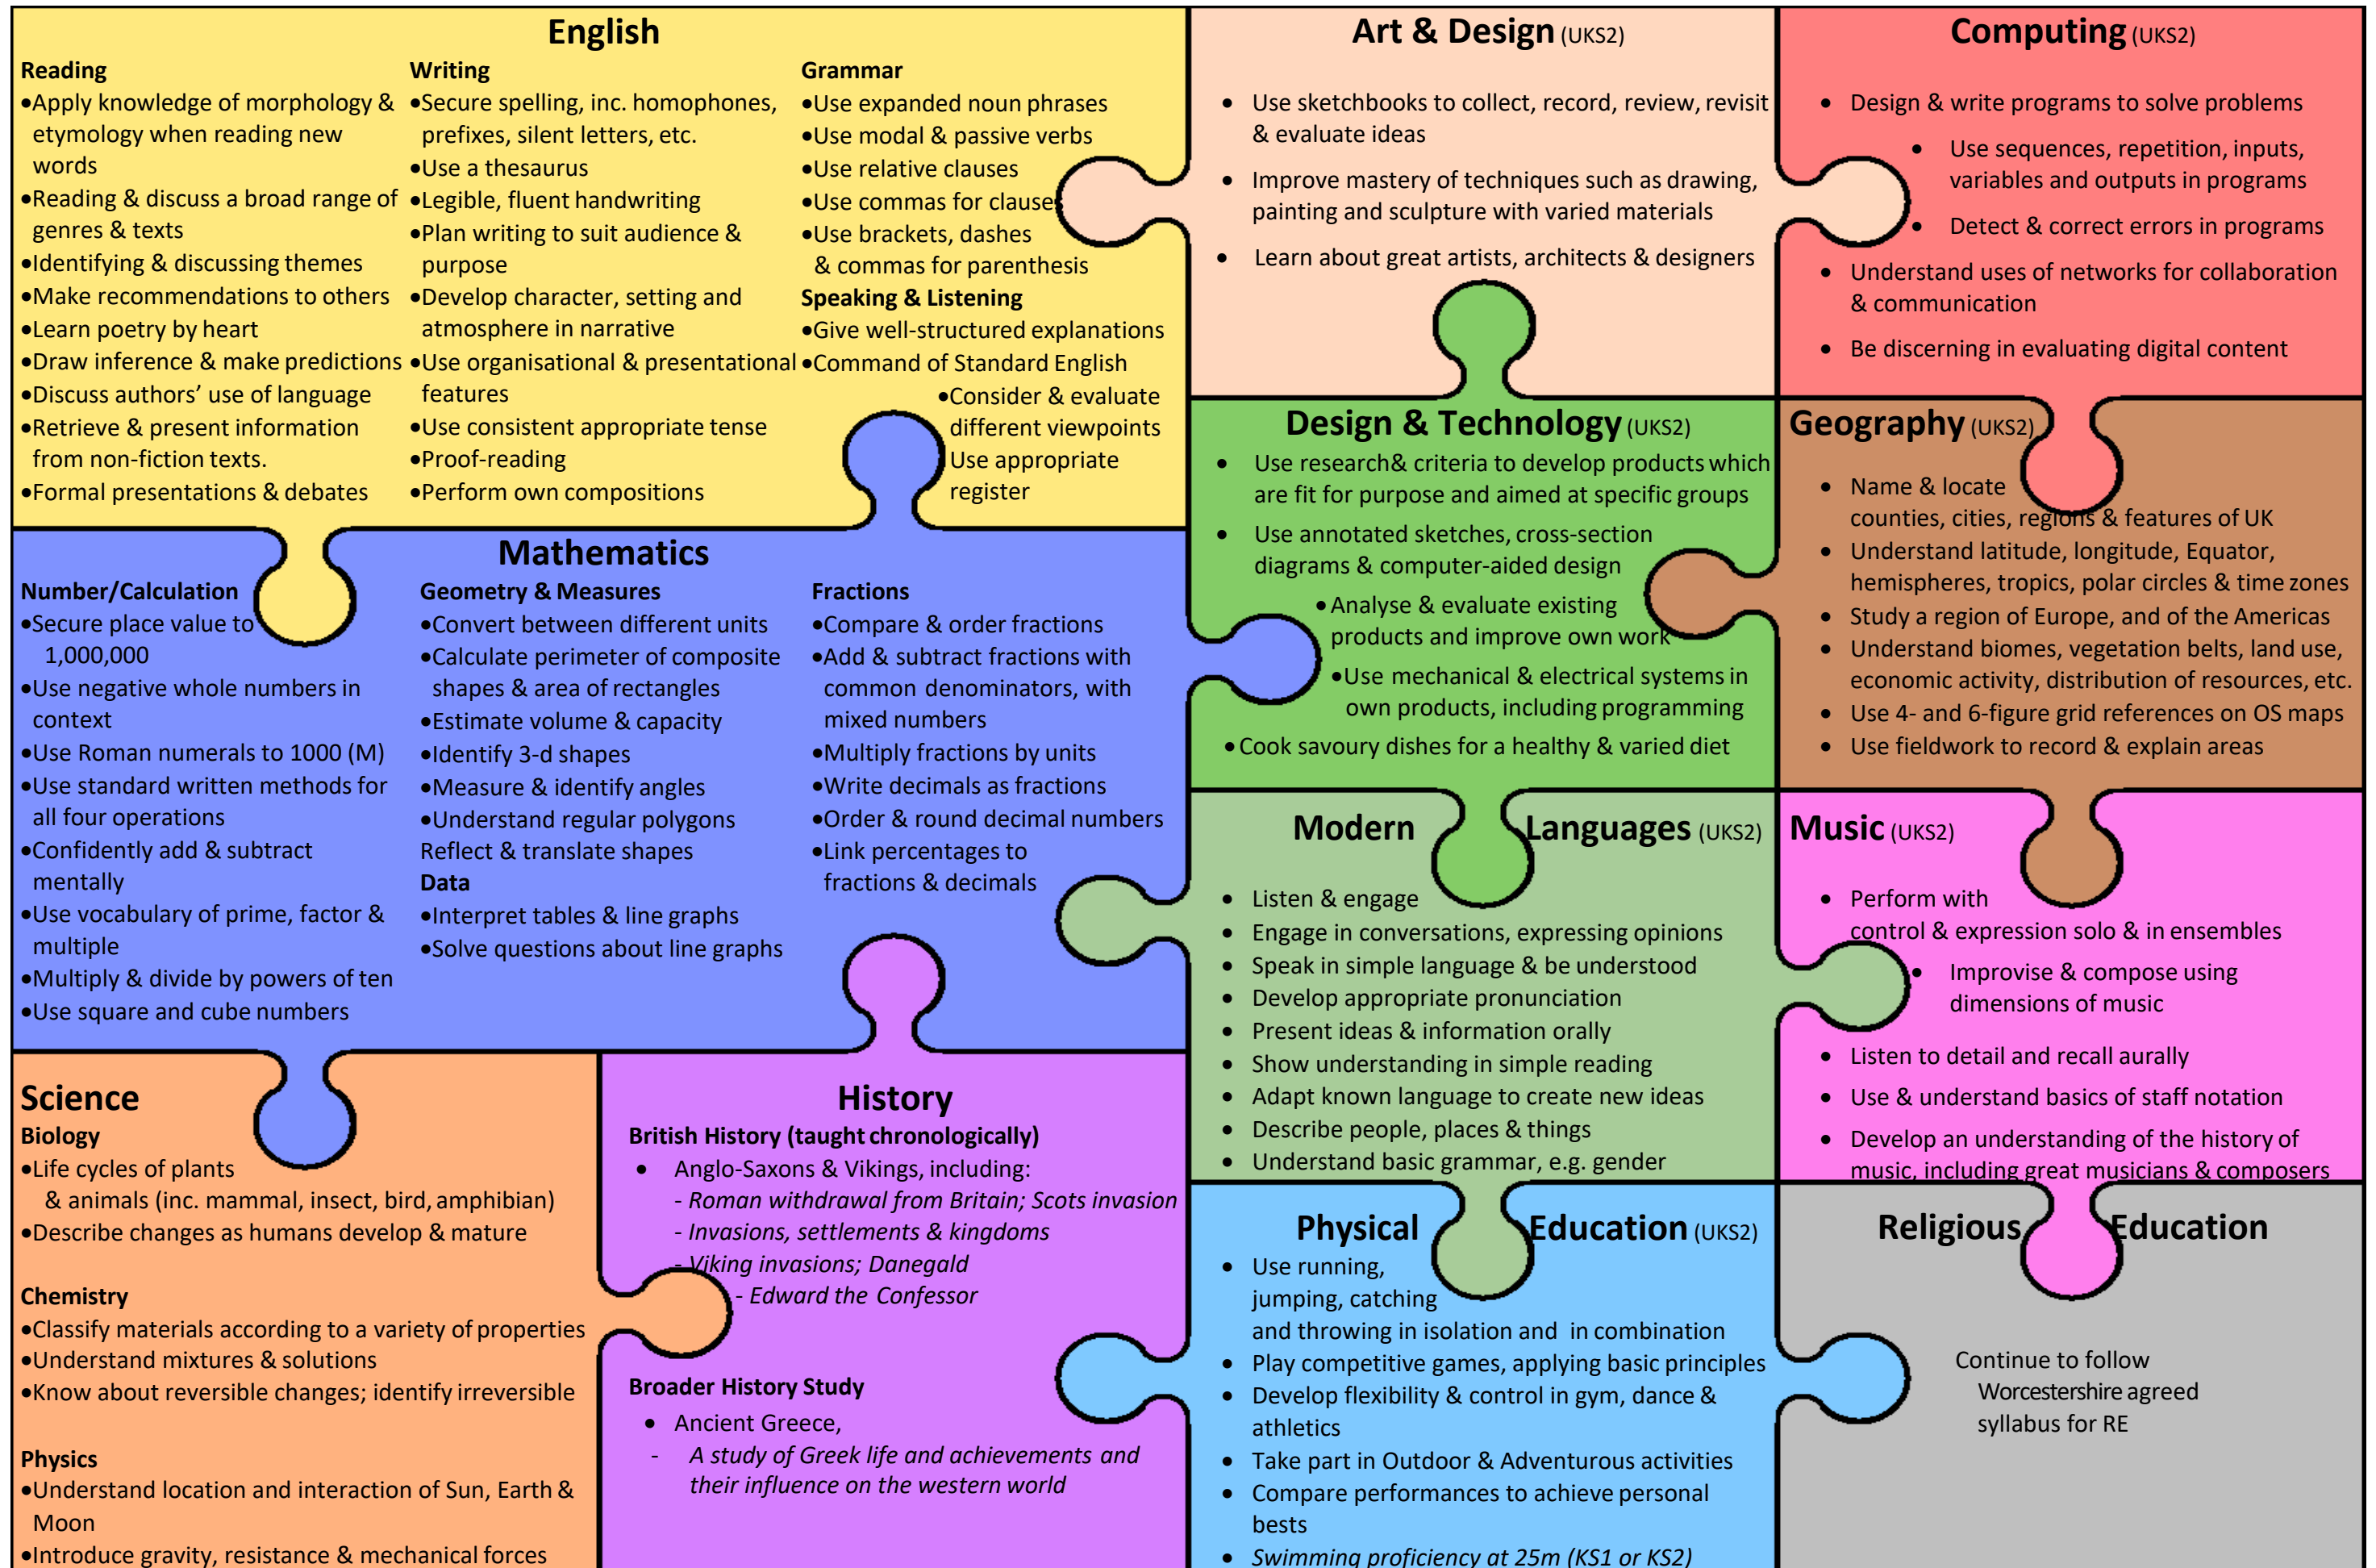 English
Reading
•Apply knowledge of morphology &
etymology when reading new
words
•Reading & discuss a broad range of
genres & texts
•Identifying & discussing themes
•Make recommendations to others
•Learn poetry by heart
•Draw inference & make predictions
•Discuss authors’ use of language
•Retrieve & present information
from non-fiction texts.
•Formal presentations & debates
Writing
•Secure spelling, inc. homophones,
prefixes, silent letters, etc.
•Use a thesaurus
•Legible, fluent handwriting
•Plan writing to suit audience &
purpose
•Develop character, setting and
atmosphere in narrative
•Use organisational & presentational
features
•Use consistent appropriate tense
•Proof-reading
•Perform own compositions
Grammar
•Use expanded noun phrases
•Use modal & passive verbs
•Use relative clauses
•Use commas for clauses
•Use brackets, dashes
& commas for parenthesis
Speaking & Listening
•Give well-structured explanations
•Command of Standard English
•Consider & evaluate
different viewpoints
Use appropriate
register
Art & Design (UKS2)
• Use sketchbooks to collect, record, review, revisit
& evaluate ideas
• Improve mastery of techniques such as drawing,
painting and sculpture with varied materials
• Learn about great artists, architects & designers
Computing (UKS2)
• Design & write programs to solve problems
• Use sequences, repetition, inputs,
variables and outputs in programs
• Detect & correct errors in programs
• Understand uses of networks for collaboration
& communication
• Be discerning in evaluating digital content
Mathematics
Number/Calculation
•Secure place value to
1,000,000
•Use negative whole numbers in
context
•Use Roman numerals to 1000 (M)
•Use standard written methods for
all four operations
•Confidently add & subtract
mentally
•Use vocabulary of prime, factor &
multiple
•Multiply & divide by powers of ten
•Use square and cube numbers
Geometry & Measures
•Convert between different units
•Calculate perimeter of composite
shapes & area of rectangles
•Estimate volume & capacity
•Identify 3-d shapes
•Measure & identify angles
•Understand regular polygons
Reflect & translate shapes
Data
•Interpret tables & line graphs
•Solve questions about line graphs
Fractions
•Compare & order fractions
•Add & subtract fractions with
common denominators, with
mixed numbers
•Multiply fractions by units
•Write decimals as fractions
•Order & round decimal numbers
•Link percentages to
fractions & decimals
Design & Technology (UKS2)
• Use research& criteria to develop products which
are fit for purpose and aimed at specific groups
• Use annotated sketches, cross-section
diagrams & computer-aided design
• Analyse & evaluate existing
products and improve own work
•Use mechanical & electrical systems in
own products, including programming
• Cook savoury dishes for a healthy & varied diet
Geography (UKS2)
• Name & locate
counties, cities, regions & features of UK
• Understand latitude, longitude, Equator,
hemispheres, tropics, polar circles & time zones
• Study a region of Europe, and of the Americas
• Understand biomes, vegetation belts, land use,
economic activity, distribution of resources, etc.
• Use 4- and 6-figure grid references on OS maps
• Use fieldwork to record & explain areas
Modern Languages (UKS2)
• Listen & engage
• Engage in conversations, expressing opinions
• Speak in simple language & be understood
• Develop appropriate pronunciation
• Present ideas & information orally
• Show understanding in simple reading
• Adapt known language to create new ideas
• Describe people, places & things
• Understand basic grammar, e.g. gender
Music (UKS2)
• Perform with
control & expression solo & in ensembles
• Improvise & compose using
dimensions of music
• Listen to detail and recall aurally
• Use & understand basics of staff notation
• Develop an understanding of the history of
music, including great musicians & composers
Science
Biology
•Life cycles of plants
& animals (inc. mammal, insect, bird, amphibian)
•Describe changes as humans develop & mature
Chemistry
•Classify materials according to a variety of properties
•Understand mixtures & solutions
•Know about reversible changes; identify irreversible
Physics
•Understand location and interaction of Sun, Earth &
Moon
•Introduce gravity, resistance & mechanical forces
History
British History (taught chronologically)
• Anglo-Saxons & Vikings, including:
- Roman withdrawal from Britain; Scots invasion
- Invasions, settlements & kingdoms
- Viking invasions; Danegald
- Edward the Confessor
Broader History Study
• Ancient Greece,
- A study of Greek life and achievements and
their influence on the western world
Physical Education (UKS2)
• Use running,
jumping, catching
and throwing in isolation and in combination
• Play competitive games, applying basic principles
• Develop flexibility & control in gym, dance &
athletics
• Take part in Outdoor & Adventurous activities
• Compare performances to achieve personal
bests
• Swimming proficiency at 25m (KS1 or KS2)
Religious Education
Continue to follow
Worcestershire agreed
syllabus for RE